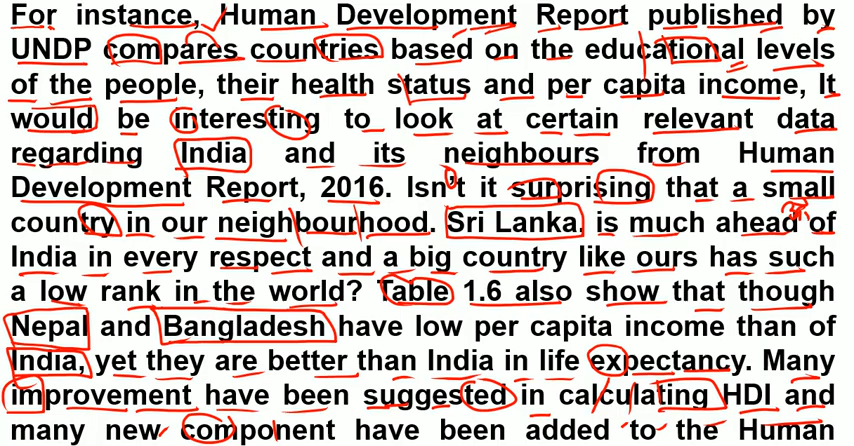 For instance, Human Development Report published by
UNDP compares countries based on the educational levels
of the people, their health status and per capita income, It
would be interesting to look at certain relevant data
regarding India and its neighbours from Human
Development Report, 2016. Isn't it surprising that a small
country in our neighbourhood. Sri Lanka, is much ahead of
India in every respect and a big country like ours has such
a low rank in the world? Table 1.6 also show that though
Nepal and Bangladesh have low per capita income than of
India, yet they are better than India in life expectancy. Many
improvement have been suggested in calculating HDI and
many new component have been added to the Human